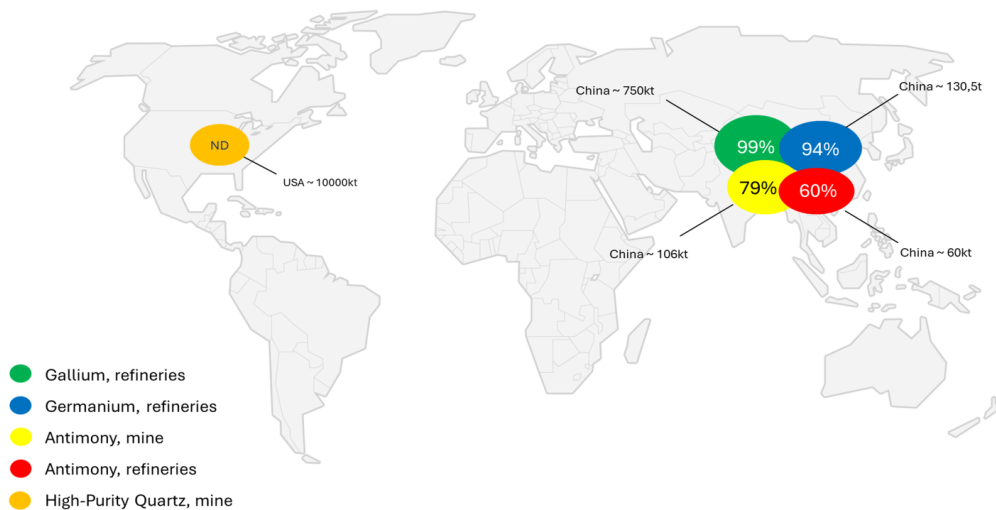 China ~ 750kt
China ~ 130,5t
ND
99%
94%
USA ~ 10000kt
79%
60%
China ~ 106kt
China ~ 60kt
Gallium, refineries
Germanium, refineries
Antimony, mine
Antimony, refineries
High-Purity Quartz, mine